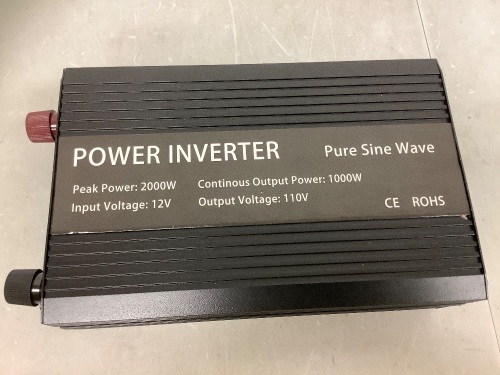 POWER INVERTER Pure Sine Wave
Peak Power: 2000W Continous Output Power: 1000W
Input Voltage: 12V Output Voltage: 110V CE ROHS